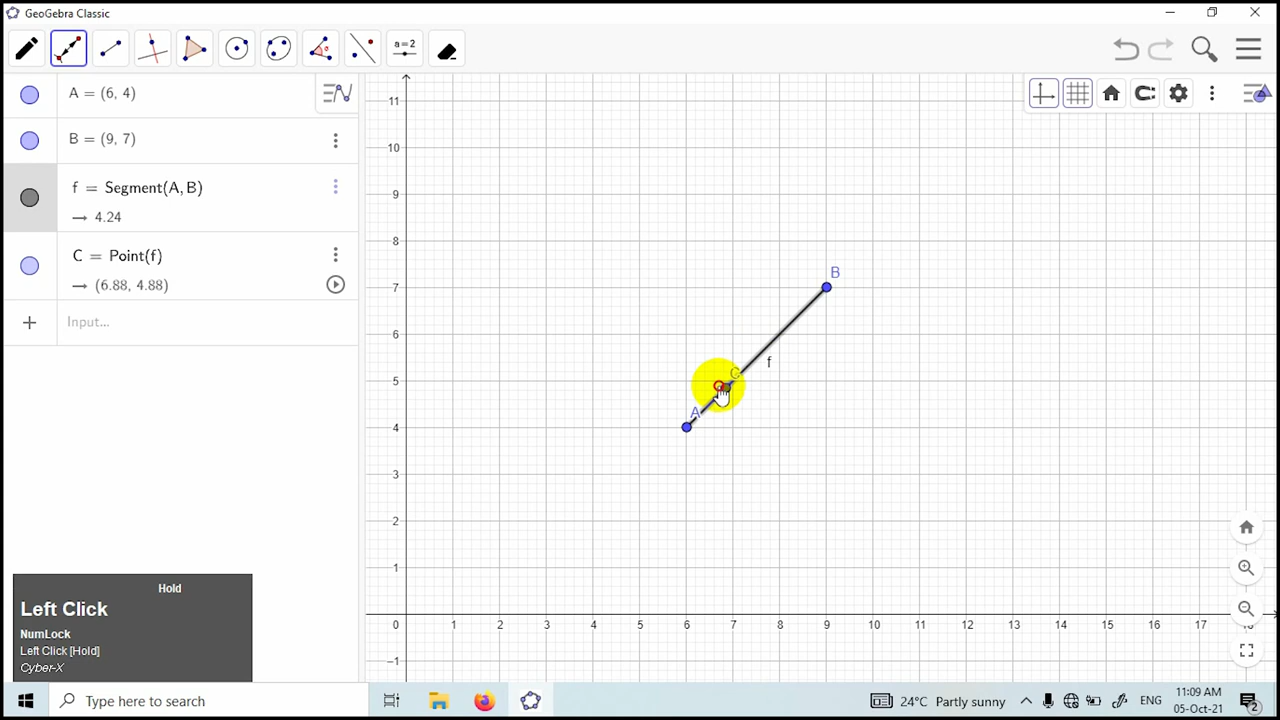 GeoGebra Classic
a=2
A = (6, 4)
B = (9, 7)
f = Segment(A, B)
→ 4.24
C = Point(f)
→ (6.88, 4.88)
+ Input...
11
10
9
8
7
6
5
4
3
2
1
0 1 2 3 4 5 6 7 8 9 10 11 12 13 14 15 16 17 18
−1
B
f
C
A
Hold
Left Click
NumLock
Left Click [Hold]
Cyber-X
Type here to search
24°C Partly sunny
ENG
11:09 AM
05-Oct-21
2